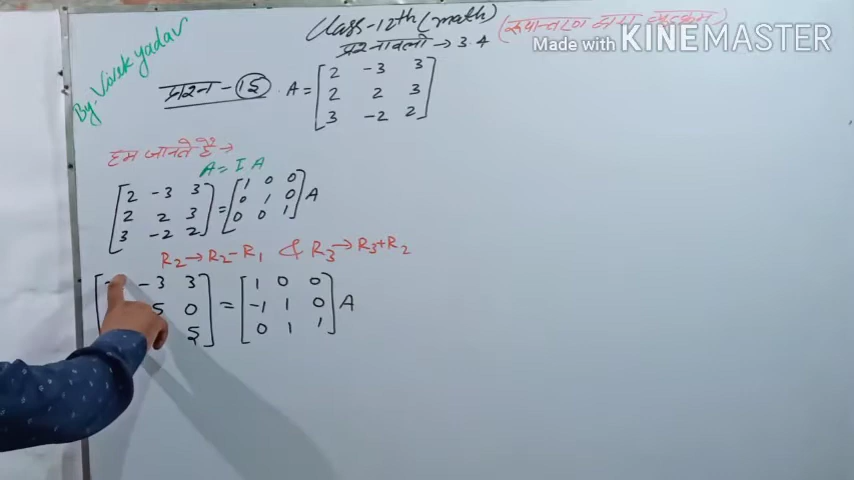 Class-12th (math)
प्रश्नावली → 3.4
(रूपान्तरण
Made with KINEMASTER
By. Vivek yadav
प्रश्न - 15. A = [2 -3 3
2 2 3
3 -2 2]
हम जानते है →
A = I A
[2 -3 3 [1 0 0
2 2 3 ] = 0 1 0 ] A
3 -2 2 0 0 1
R2 → R2 - R1 & R3 → R3 + R2
-3 3 [1 0 0
5 0 ] = -1 1 0 ] A
5 0 1 1